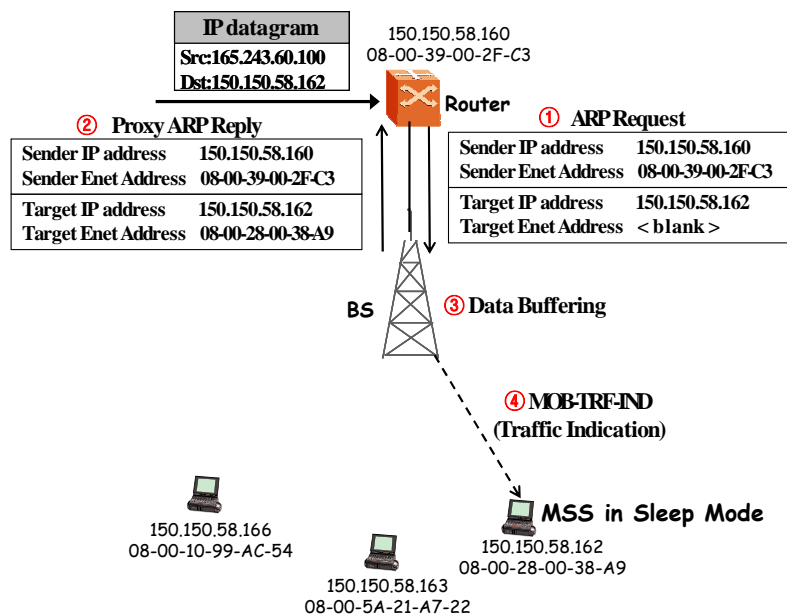 IP datagram
Src:165.243.60.100
Dst:150.150.58.162
150.150.58.160
08-00-39-00-2F-C3
Router
② Proxy ARP Reply
Sender IP address 150.150.58.160
Sender Enet Address 08-00-39-00-2F-C3
Target IP address 150.150.58.162
Target Enet Address 08-00-28-00-38-A9
① ARP Request
Sender IP address 150.150.58.160
Sender Enet Address 08-00-39-00-2F-C3
Target IP address 150.150.58.162
Target Enet Address < blank >
BS
③ Data Buffering
④ MOB-TRF-IND
(Traffic Indication)
150.150.58.166
08-00-10-99-AC-54
150.150.58.163
08-00-5A-21-A7-22
MSS in Sleep Mode
150.150.58.162
08-00-28-00-38-A9